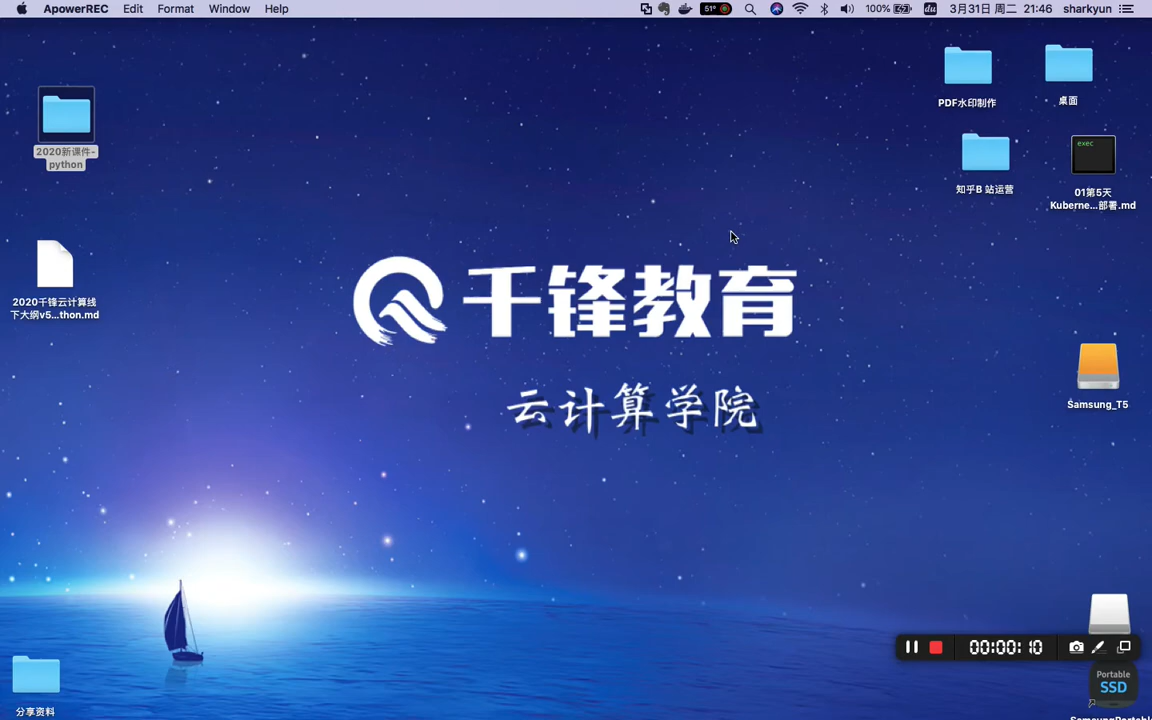 ApowerREC Edit Format Window Help
51° 100% du 3月31日 周二 21:46 sharkyun
PDF水印制作
桌面
2020新课件-
python
exec
知乎B 站运营
01第5天
Kuberne...部署.md
千锋教育
2020千锋云计算线
下大纲v5...thon.md
云计算学院
Samsung_T5
00:00:10
Portable
SSD
分享资料